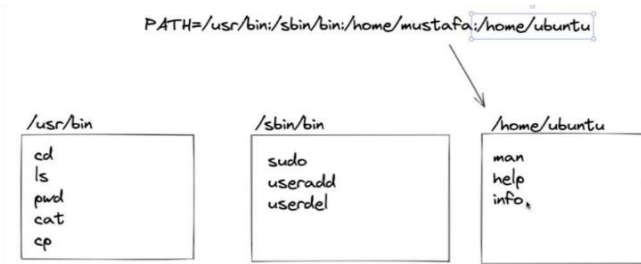 PATH=/usr/bin:/sbin/bin:/home/mustafa:/home/ubuntu
/usr/bin
cd
ls
pwd
cat
cp
/sbin/bin
sudo
useradd
userdel
/home/ubuntu
man
help
info